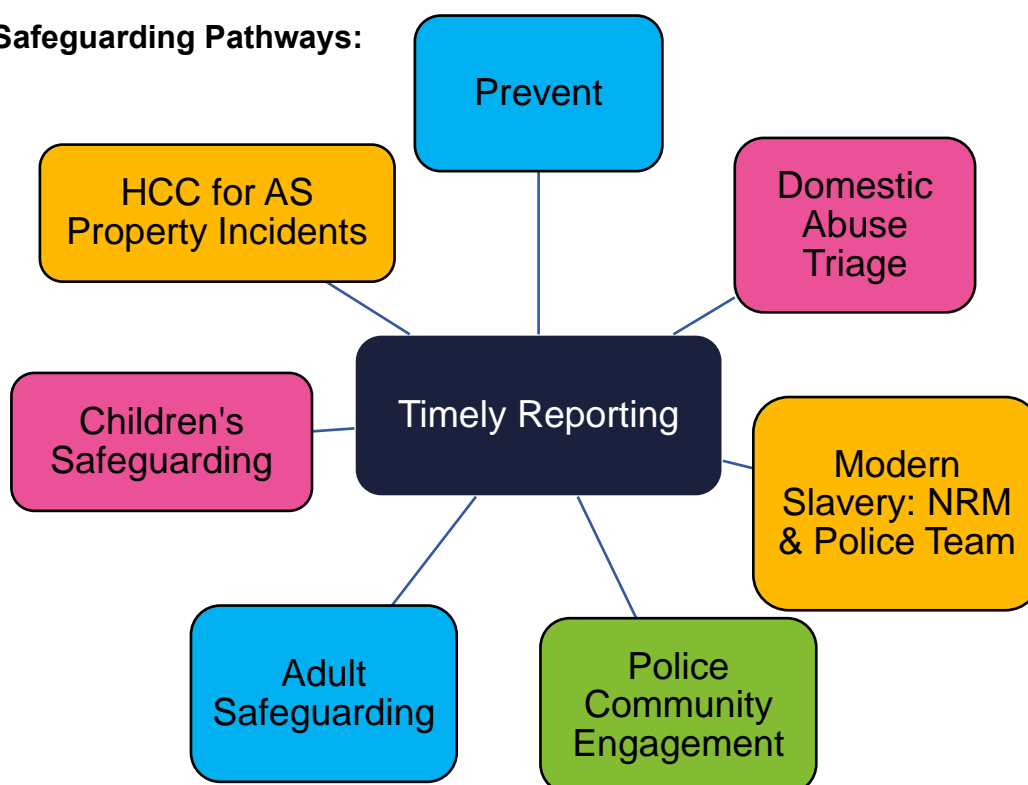 Safeguarding Pathways:
Prevent
Domestic
Abuse
Triage
Modern
Slavery: NRM
& Police Team
Police
Community
Engagement
Adult
Safeguarding
Children's
Safeguarding
HCC for AS
Property Incidents
Timely Reporting